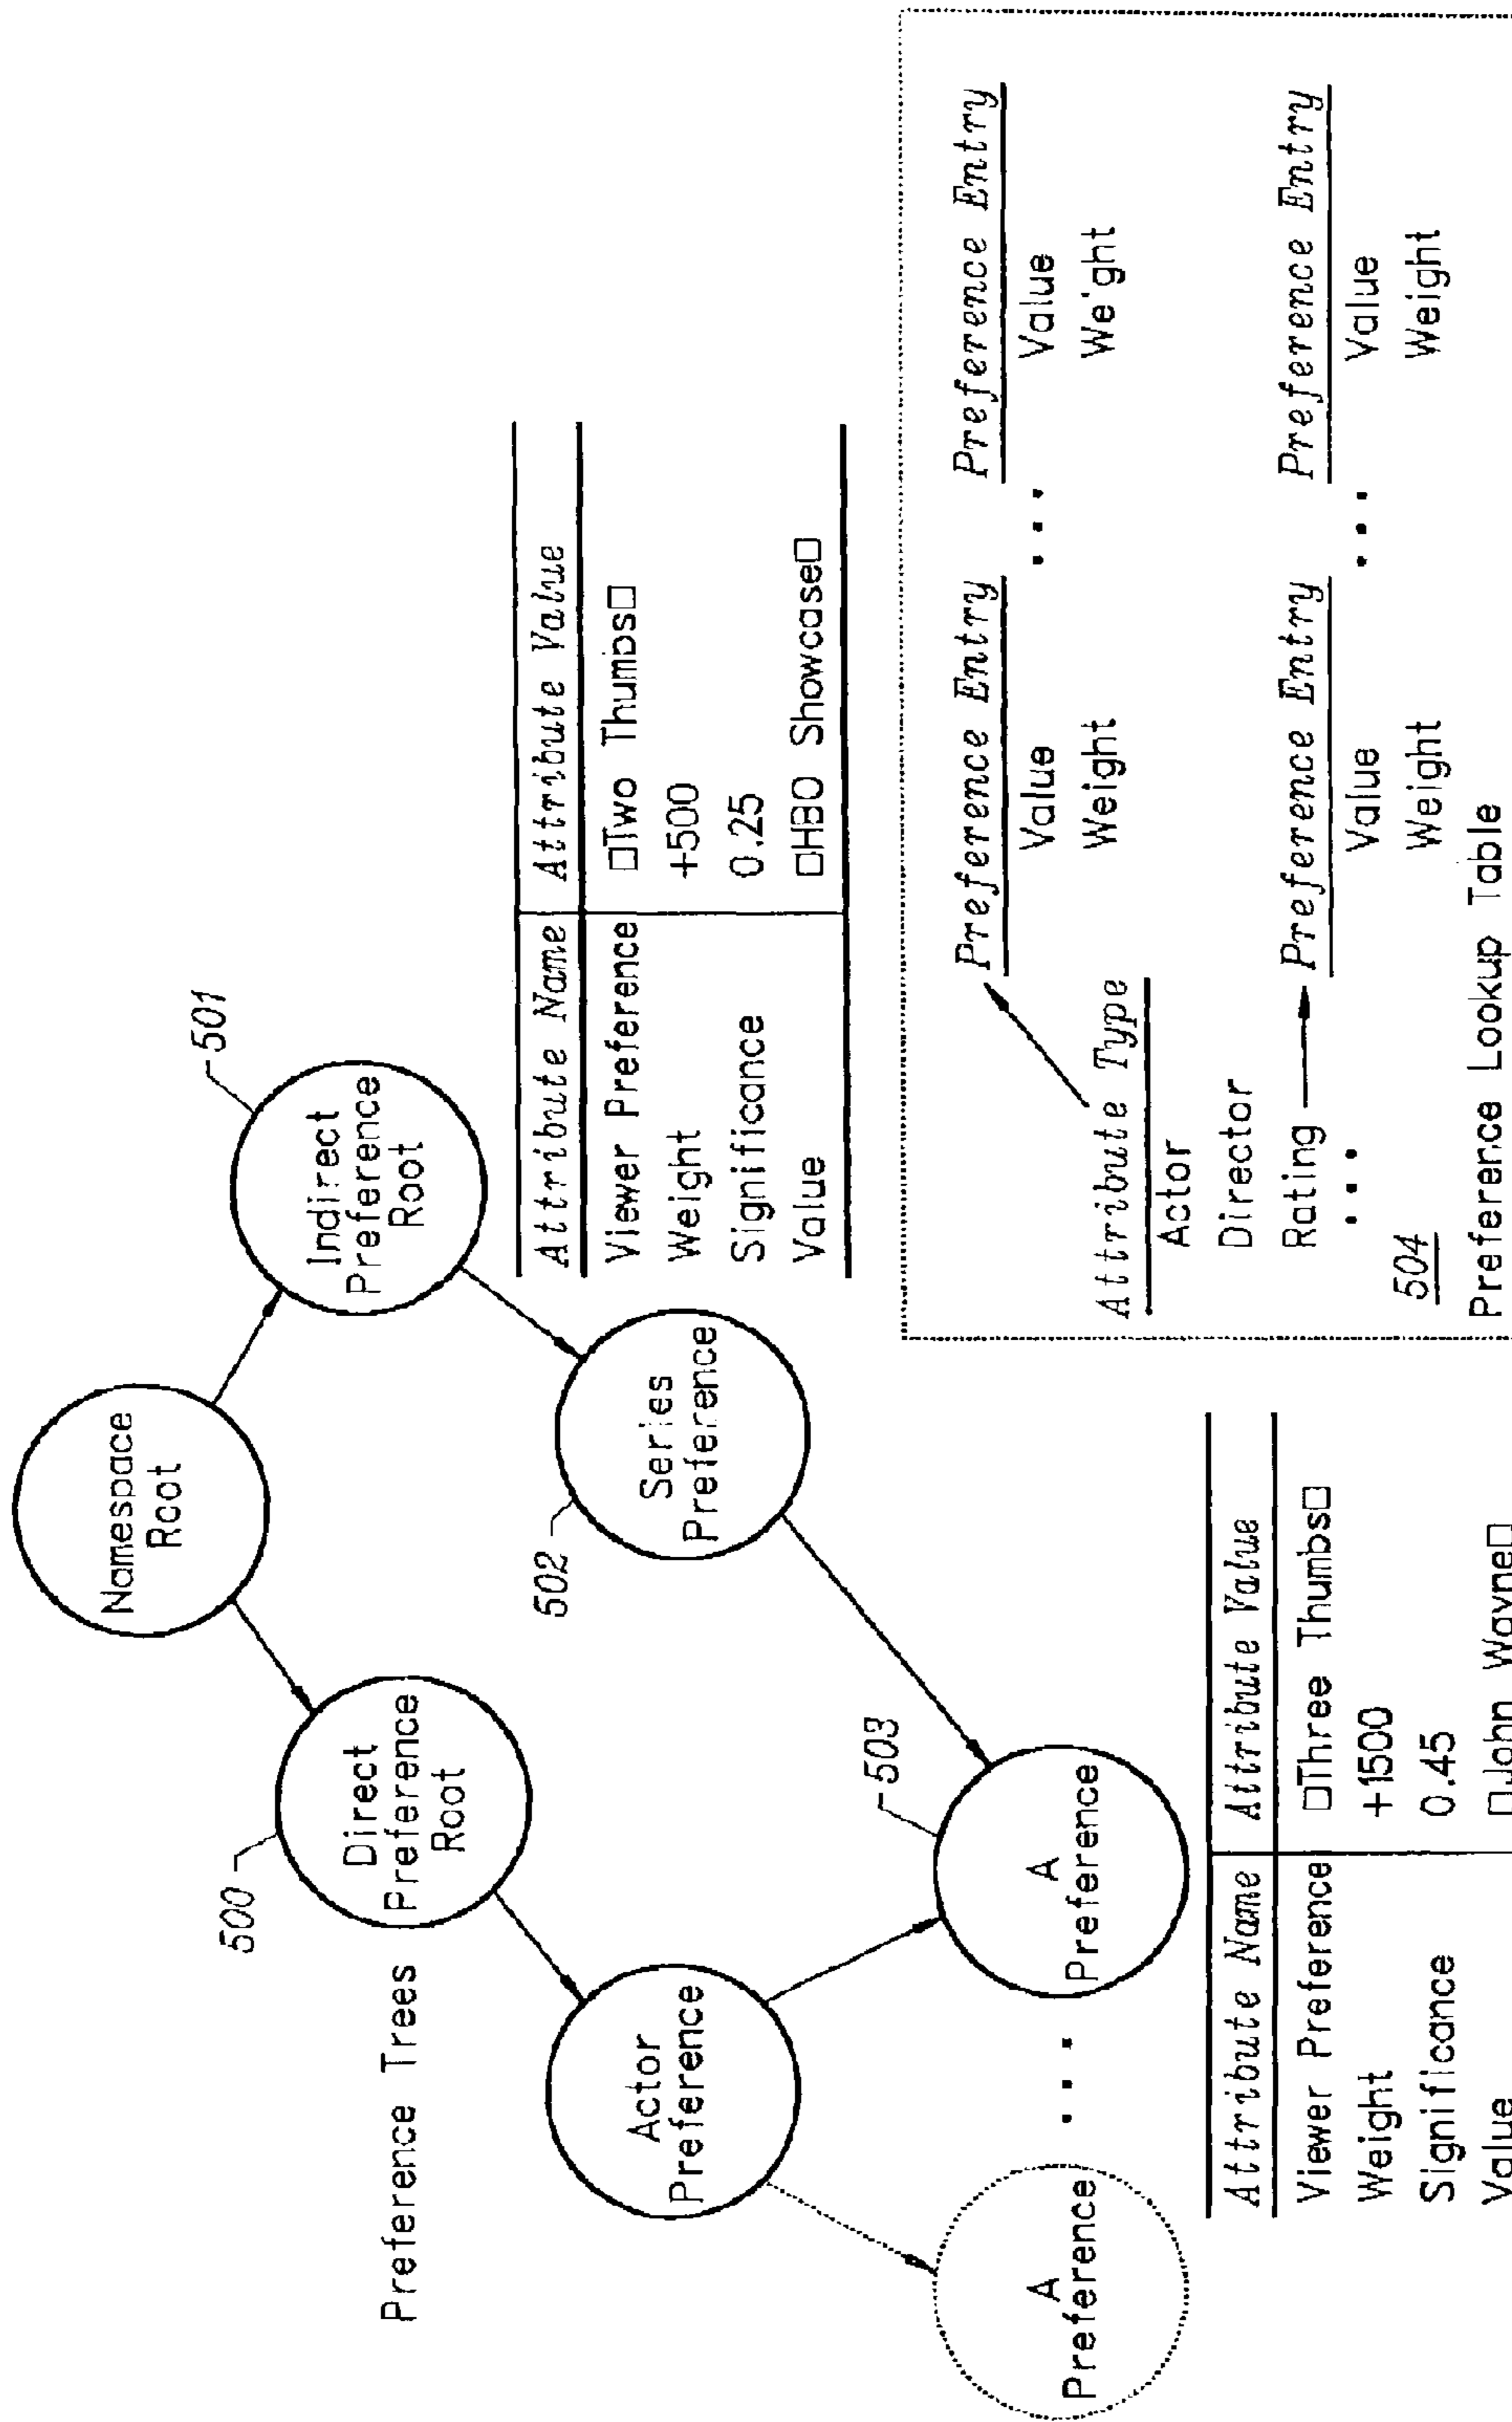 Namespace
Root
501
Indirect
Preference
Root
500
Direct
Preference
Root
Preference Trees
502
Series
Preference
Actor
Preference
Attribute Name Attribute Value
Viewer Preference □Two Thumbs□
Weight +500
Significance 0.25
Value □HBO Showcase□
503
A
Preference
...
A
Preference
Attribute Name Attribute Value
Viewer Preference □Three Thumbs□
Weight +1500
Significance 0.45
Value □John Wayne□
Attribute Type
Actor
Director
Rating
...
Preference Entry ... Preference Entry
Value Value
Weight Weight
Preference Entry ... Preference Entry
Value Value
Weight Weight
504
Preference Lookup Table